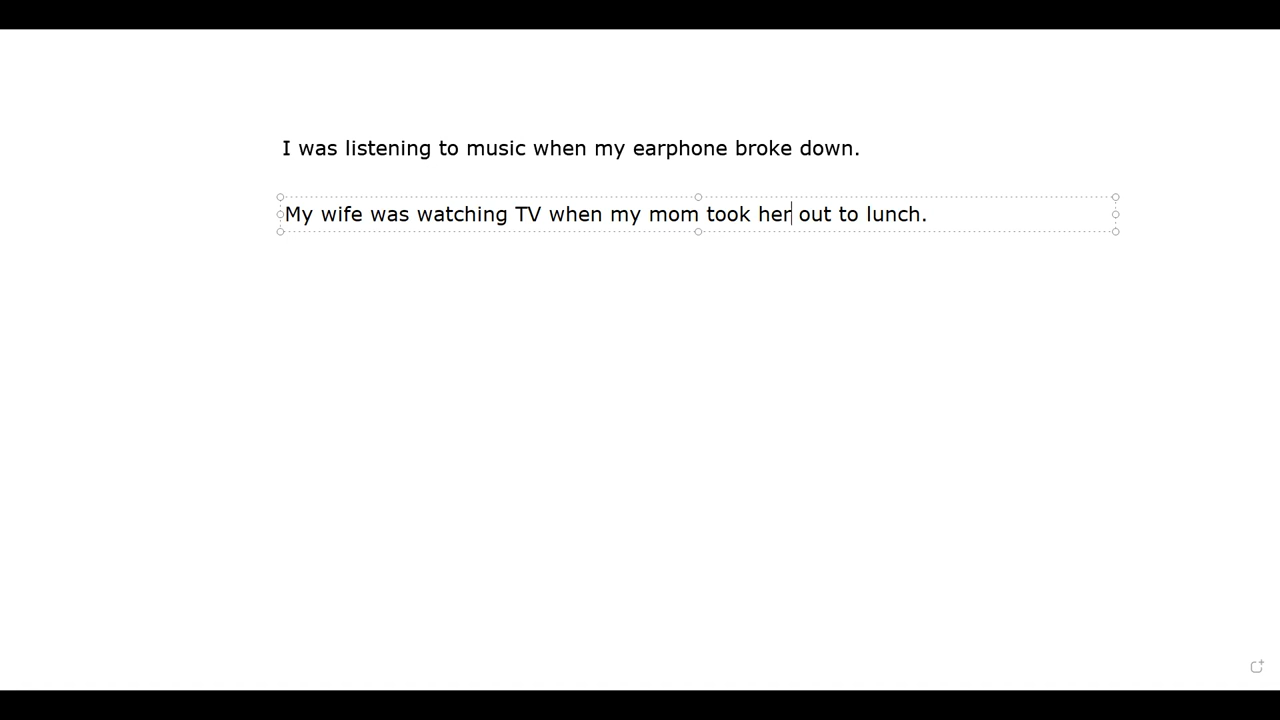 I was listening to music when my earphone broke down.
My wife was watching TV when my mom took her out to lunch.